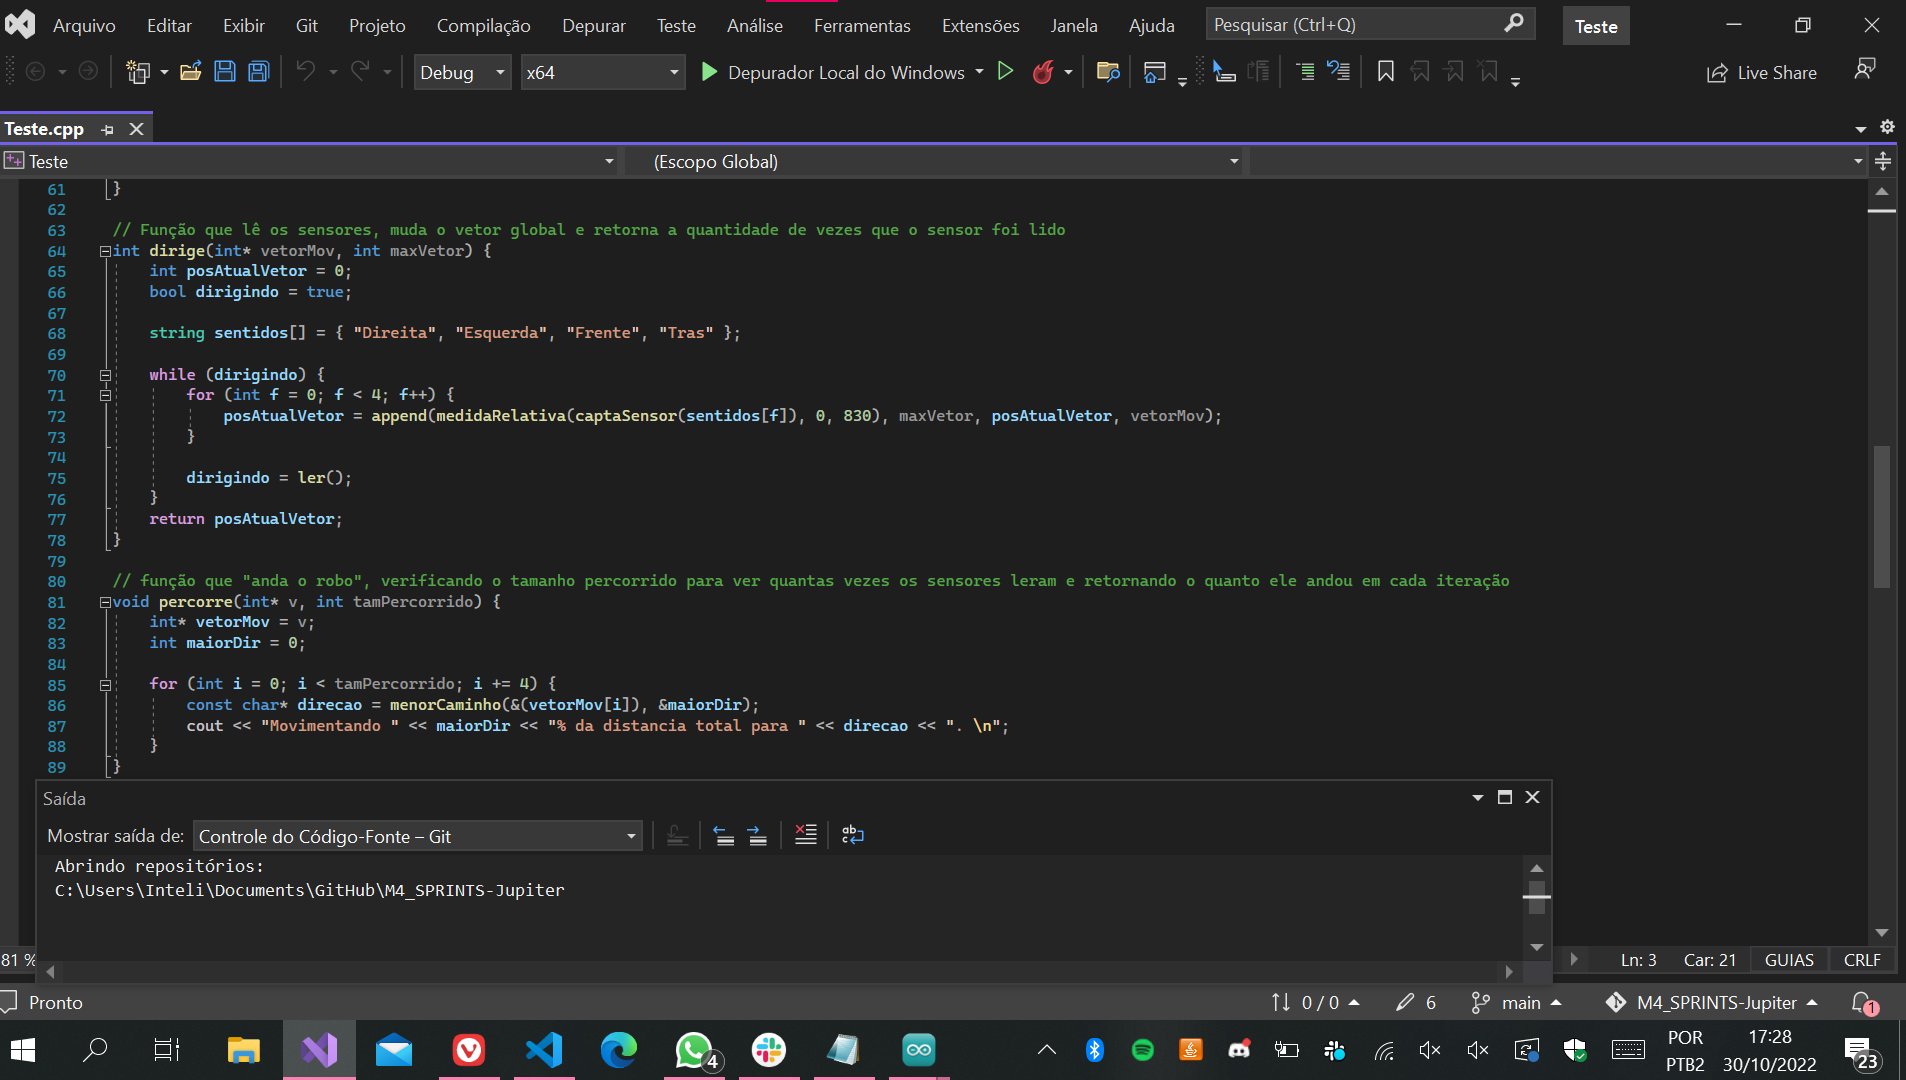 Arquivo Editar Exibir Git Projeto Compilação Depurar Teste Análise Ferramentas Extensões Janela Ajuda Pesquisar (Ctrl+Q) Teste
Debug x64 Depurador Local do Windows Live Share
Teste.cpp
Teste (Escopo Global)
61 }
62
63 // Função que lê os sensores, muda o vetor global e retorna a quantidade de vezes que o sensor foi lido
64 int dirige(int* vetorMov, int maxVetor) {
65 int posAtualVetor = 0;
66 bool dirigindo = true;
67
68 string sentidos[] = { "Direita", "Esquerda", "Frente", "Tras" };
69
70 while (dirigindo) {
71 for (int f = 0; f < 4; f++) {
72 posAtualVetor = append(medidaRelativa(captaSensor(sentidos[f]), 0, 830), maxVetor, posAtualVetor, vetorMov);
73 }
74
75 dirigindo = ler();
76 }
77 return posAtualVetor;
78 }
79
80 // função que "anda o robo", verificando o tamanho percorrido para ver quantas vezes os sensores leram e retornando o quanto ele andou em cada iteração
81 void percorre(int* v, int tamPercorrido) {
82 int* vetorMov = v;
83 int maiorDir = 0;
84
85 for (int i = 0; i < tamPercorrido; i += 4) {
86 const char* direcao = menorCaminho(&(vetorMov[i]), &maiorDir);
87 cout << "Movimentando " << maiorDir << "% da distancia total para " << direcao << ". \n";
88 }
89 }
Saída
Mostrar saída de: Controle do Código-Fonte – Git
Abrindo repositórios:
C:\Users\Inteli\Documents\GitHub\M4_SPRINTS-Jupiter
81 % Ln: 3 Car: 21 GUIAS CRLF
Pronto 0 / 0 6 main M4_SPRINTS-Jupiter 1
4 POR 17:28
PTB2 30/10/2022 23